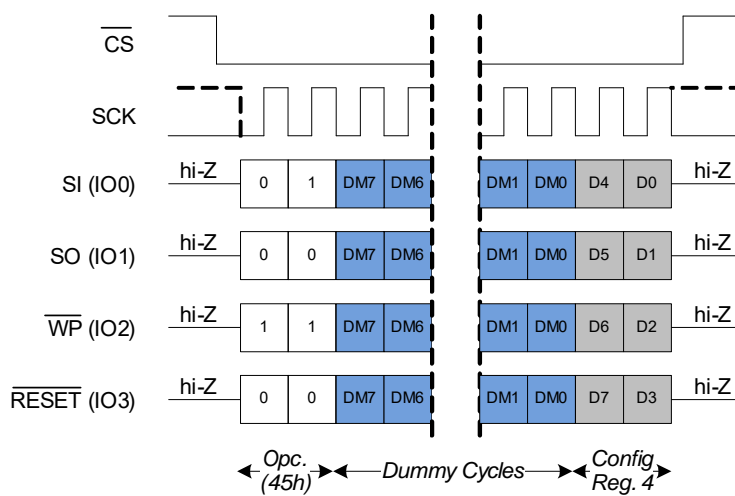 CS
SCK
SI (IO0) hi-Z 0 1 DM7 DM6 DM1 DM0 D4 D0 hi-Z
SO (IO1) hi-Z 0 0 DM7 DM6 DM1 DM0 D5 D1 hi-Z
WP (IO2) hi-Z 1 1 DM7 DM6 DM1 DM0 D6 D2 hi-Z
RESET (IO3) hi-Z 0 0 DM7 DM6 DM1 DM0 D7 D3 hi-Z
Opc. (45h) Dummy Cycles Config Reg. 4